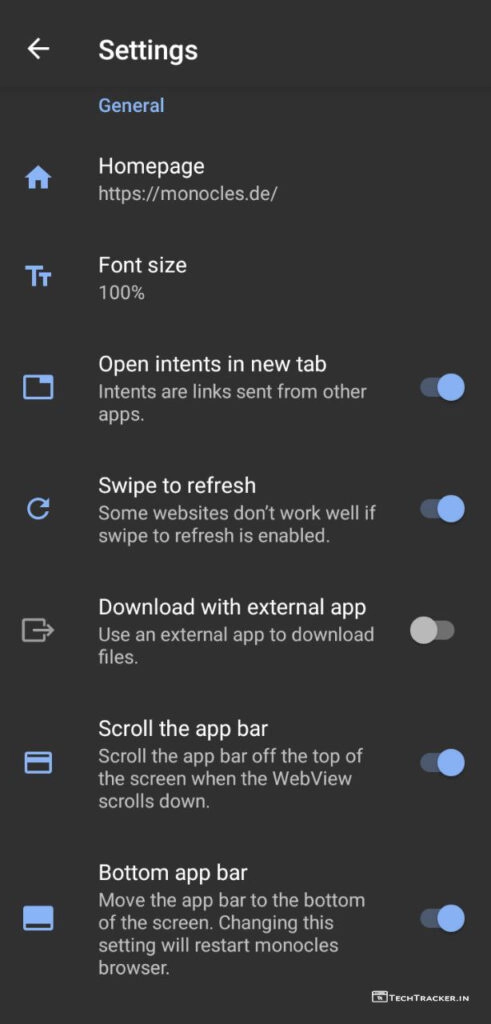 Settings
General
Homepage
https://monocles.de/
Font size
100%
Open intents in new tab
Intents are links sent from other
apps.
Swipe to refresh
Some websites don’t work well if
swipe to refresh is enabled.
Download with external app
Use an external app to download
files.
Scroll the app bar
Scroll the app bar off the top of
the screen when the WebView
scrolls down.
Bottom app bar
Move the app bar to the bottom
of the screen. Changing this
setting will restart monocles
browser.
TECHTRACKER.IN